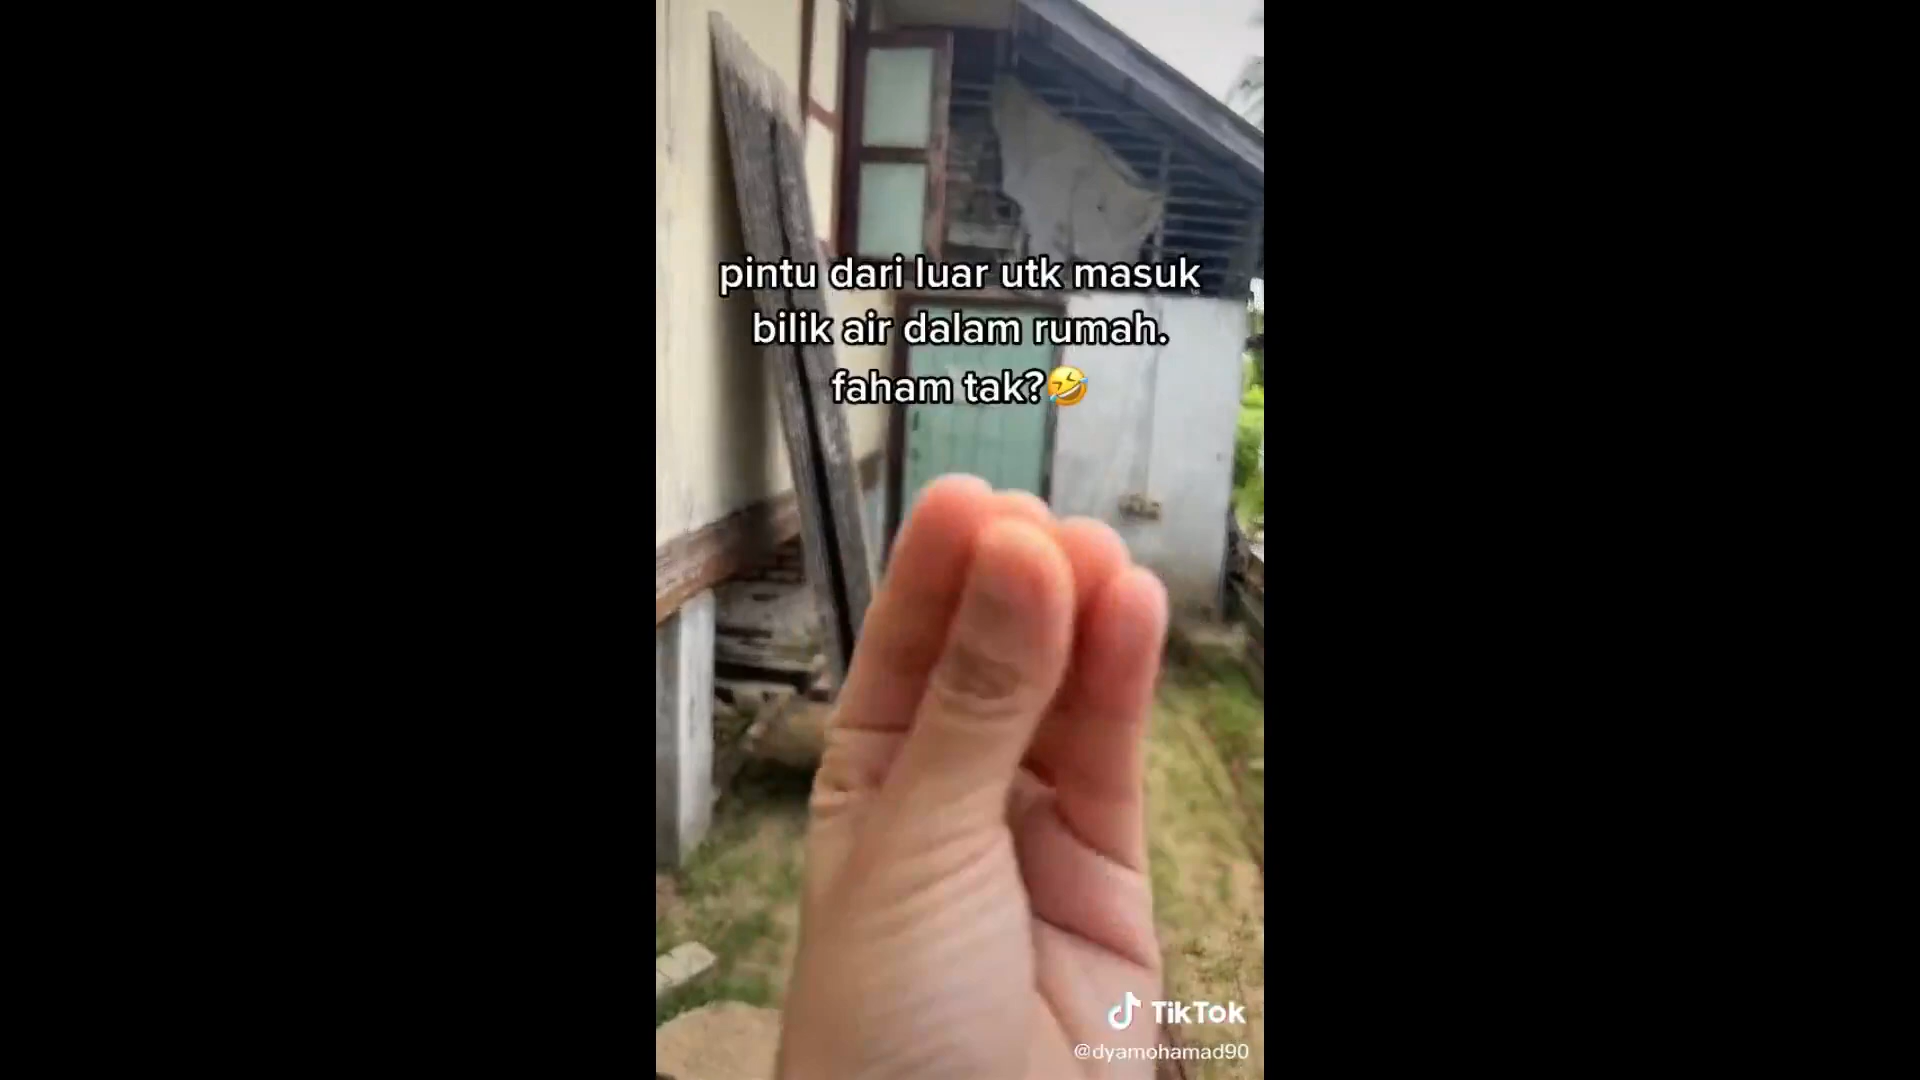 pintu dari luar utk masuk
bilik air dalam rumah.
faham tak?🤣
TikTok
@dyamohamad90